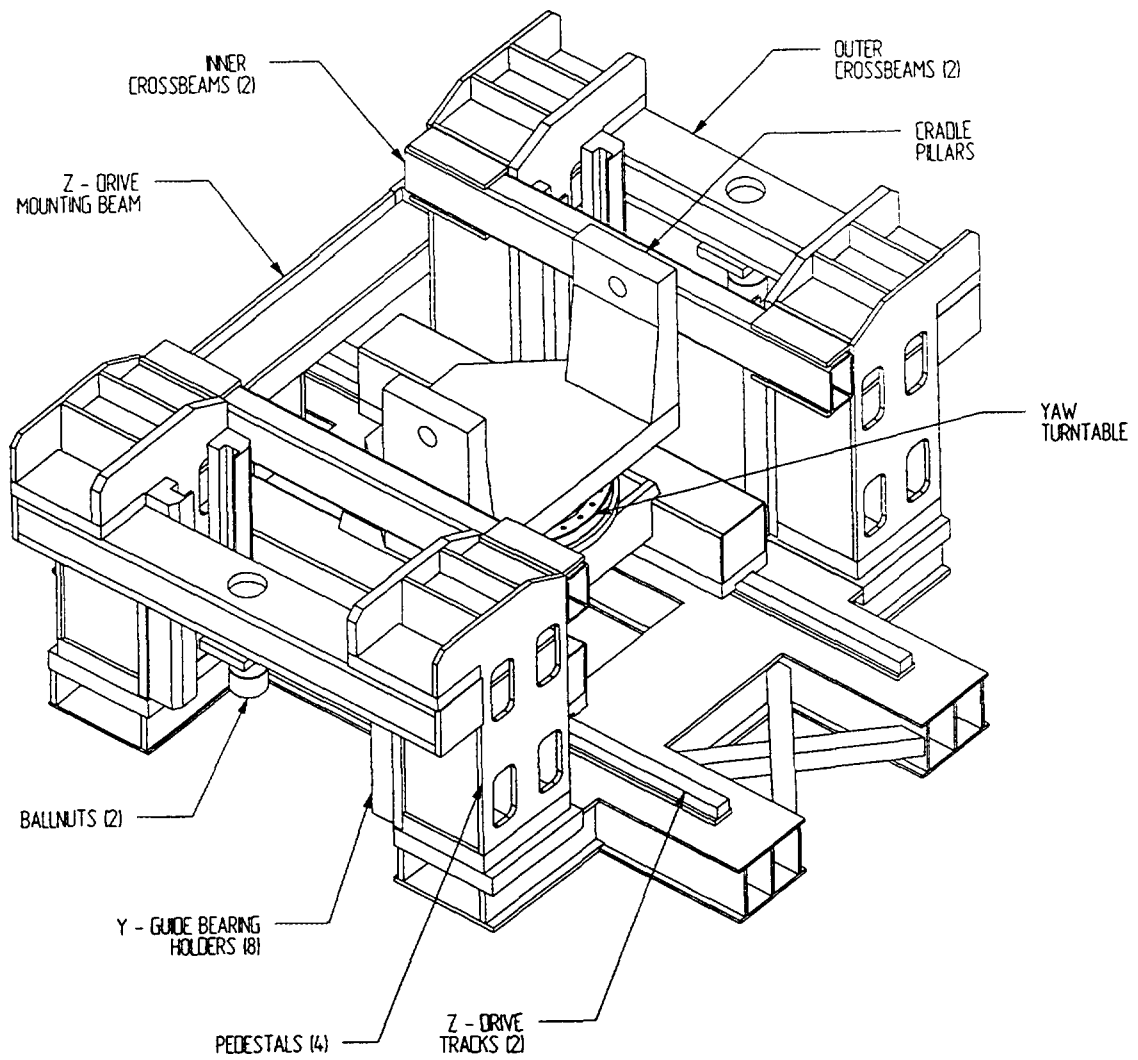 INNER
CROSSBEAMS (2)
OUTER
CROSSBEAMS (2)
CRADLE
PILLARS
Z - DRIVE
MOUNTING BEAM
YAW
TURNTABLE
BALLNUTS (2)
Y - GUIDE BEARING
HOLDERS (8)
PEDESTALS (4)
Z - DRIVE
TRACKS (2)